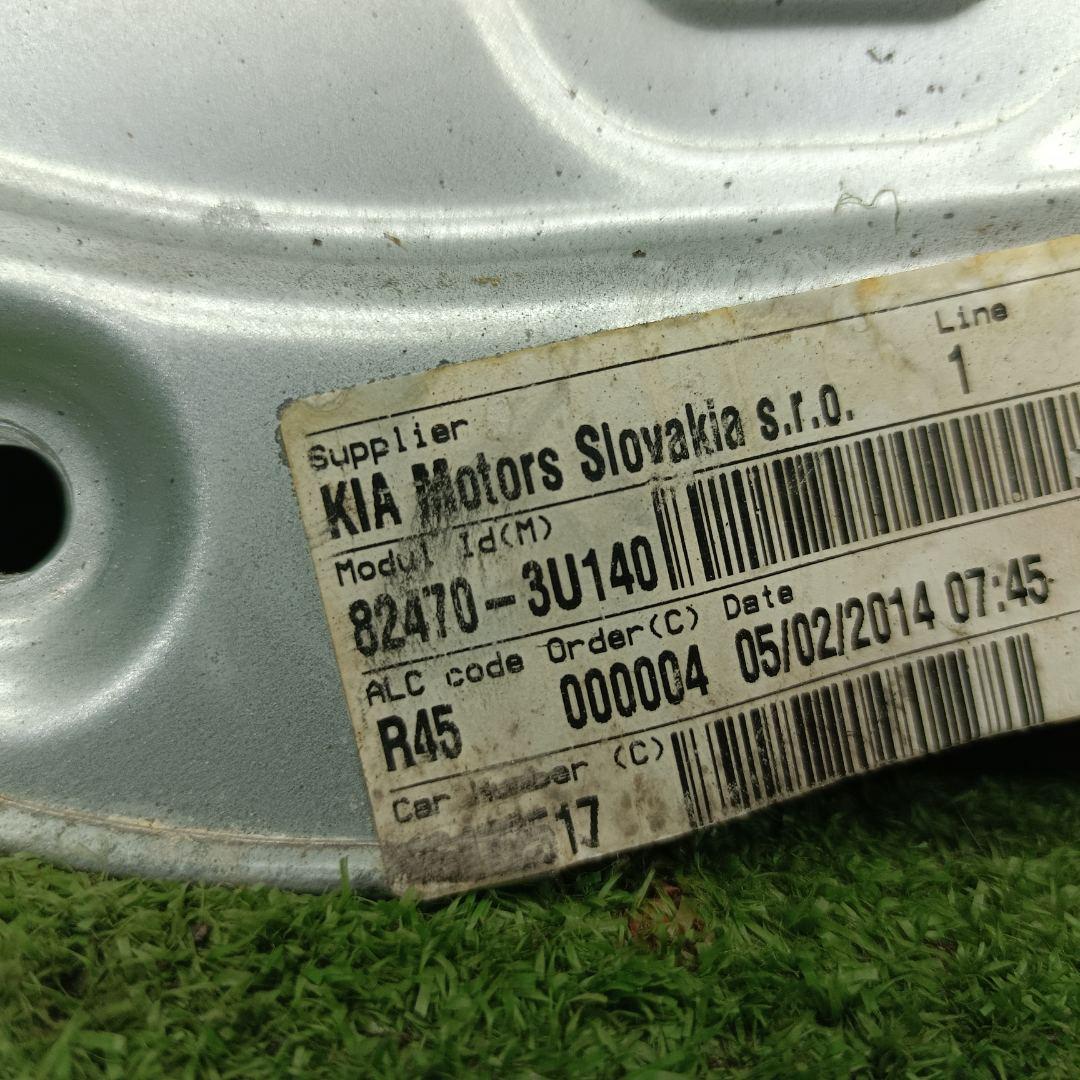 Line
1
Supplier
KIA Motors Slovakia s.r.o.
Modul Id(M)
82470-3U140
ALC code Order(C) Date
R45 000004 05/02/2014 07:45
Car Number (C)